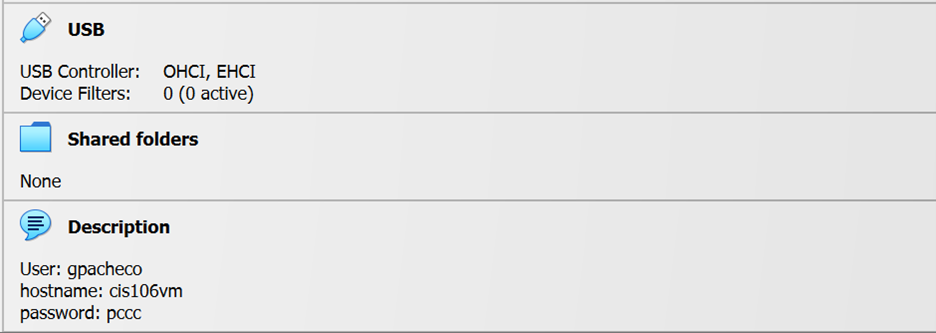 USB
USB Controller: OHCI, EHCI
Device Filters: 0 (0 active)
Shared folders
None
Description
User: gpacheco
hostname: cis106vm
password: pccc